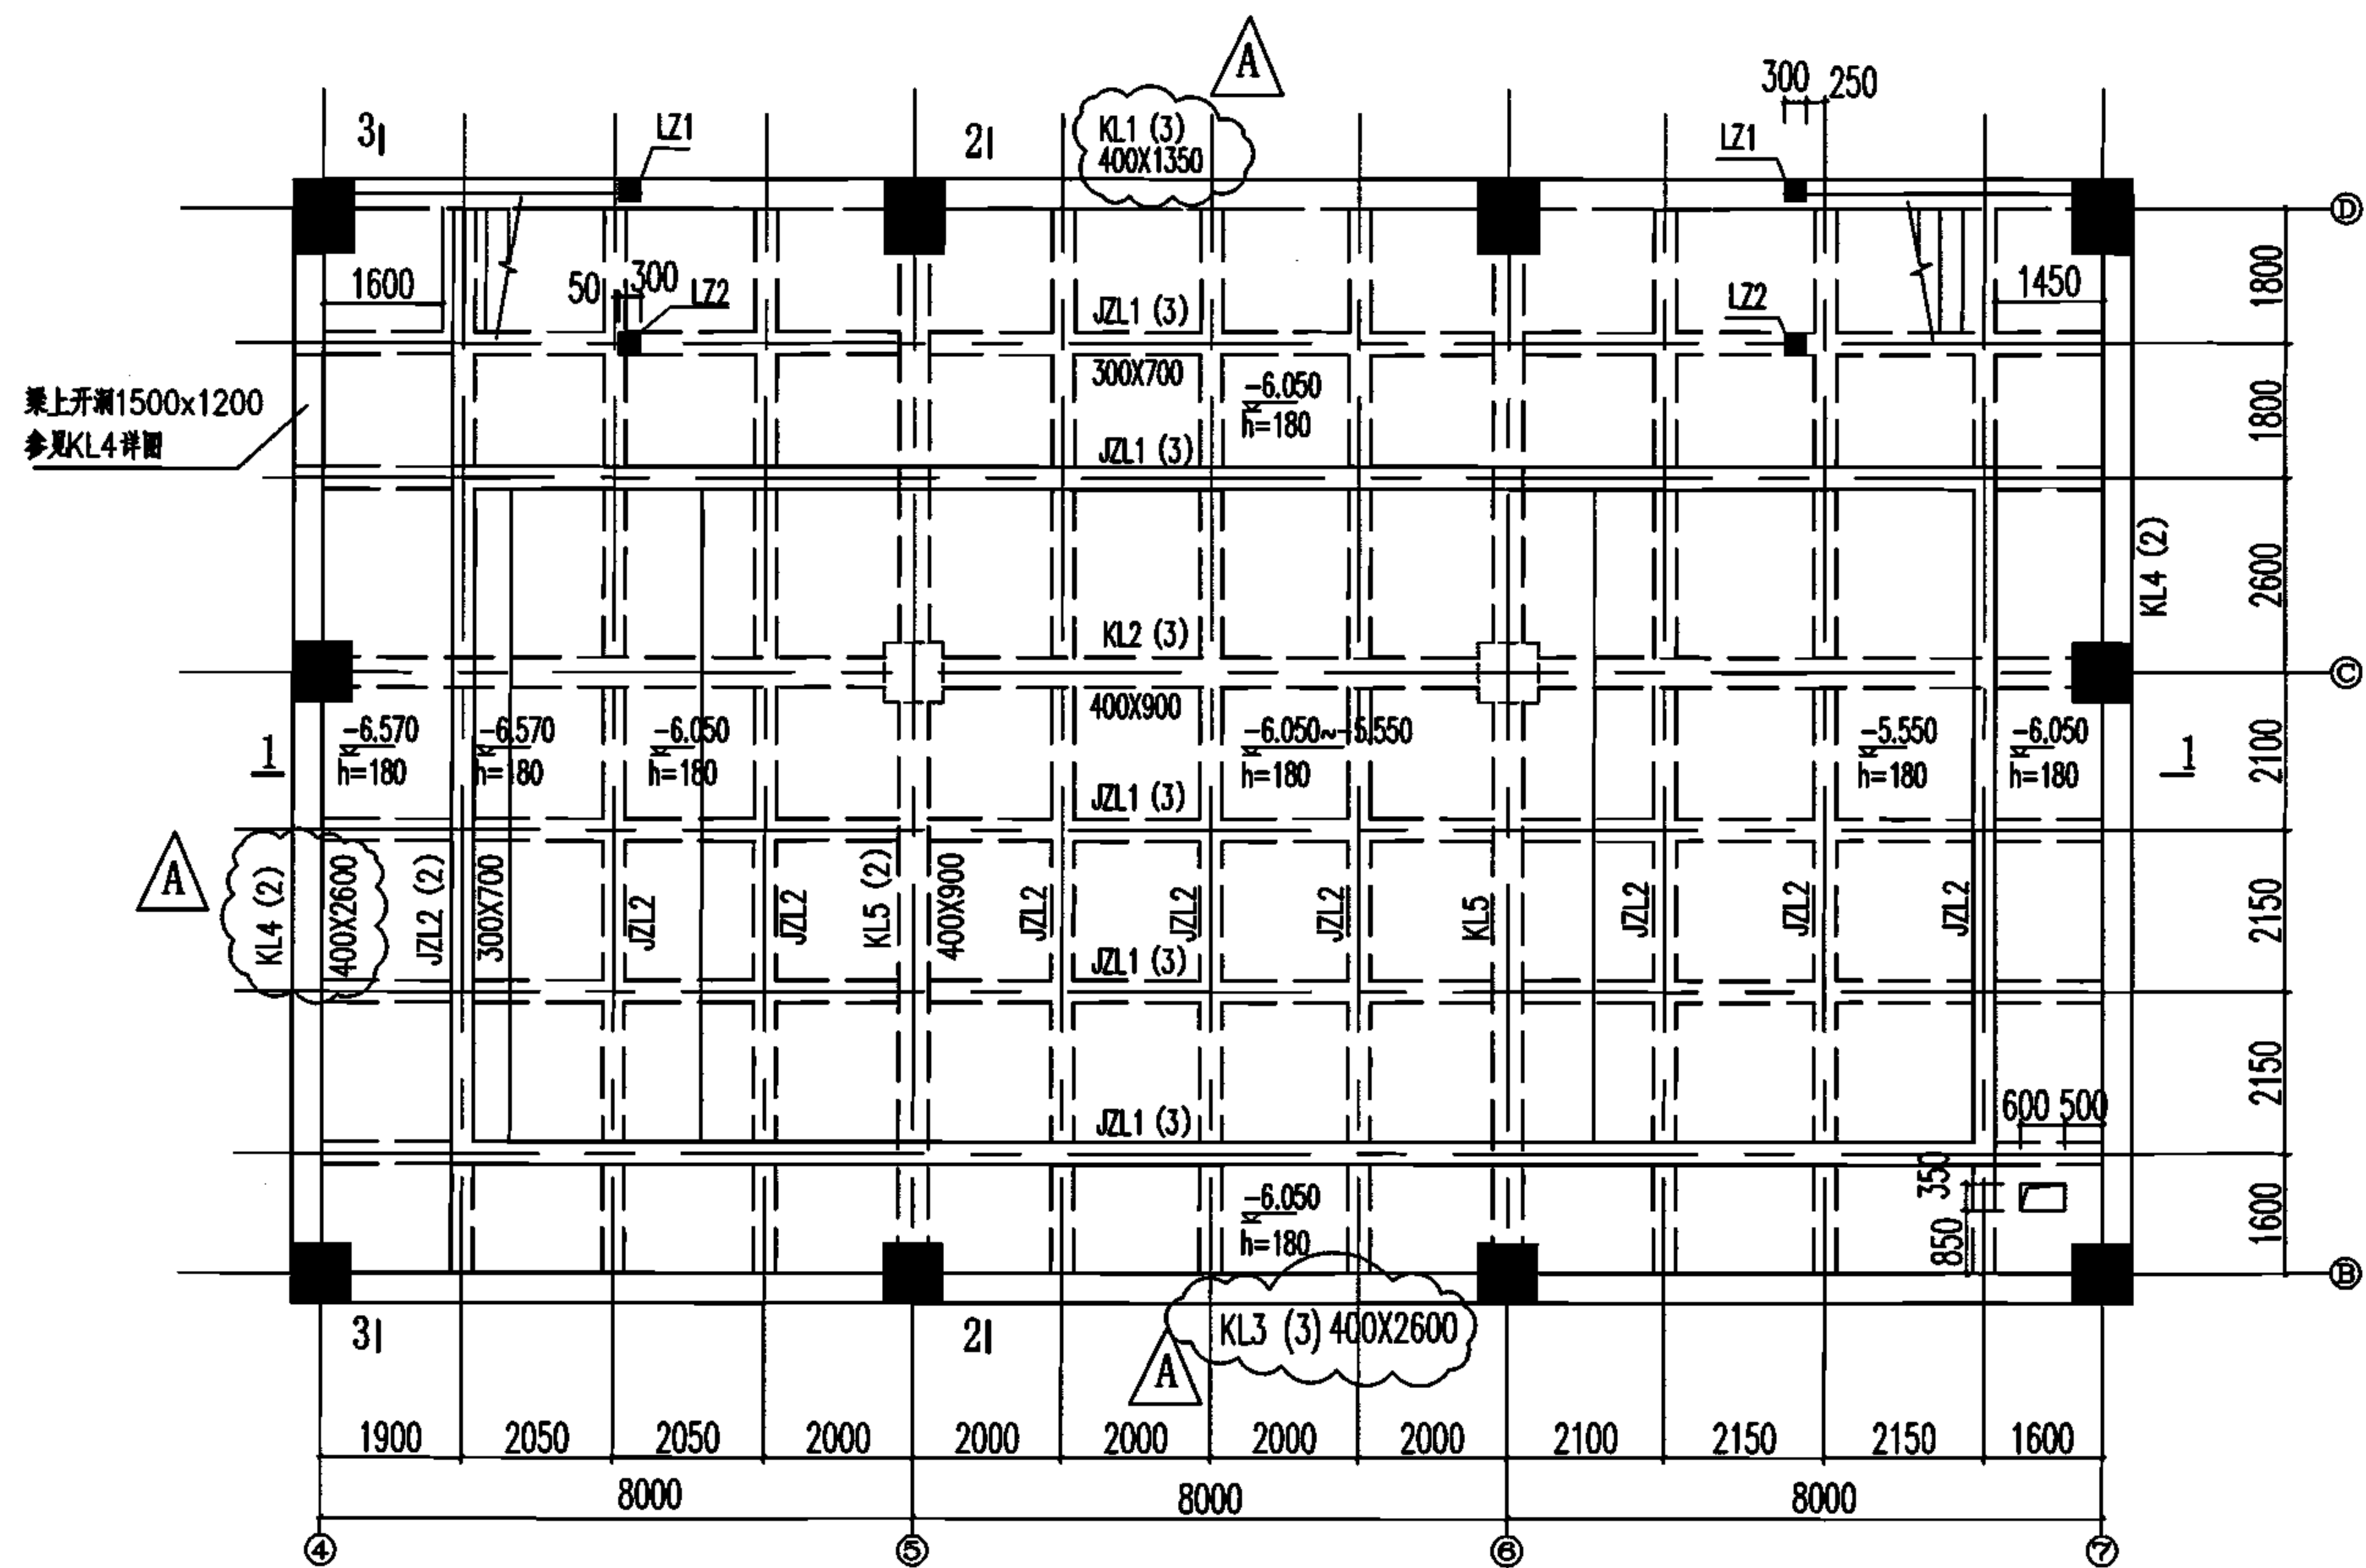 A
300 250
KL1 (3)
400X1350
3
LZ1
2
LZ1
D
1600
50 300
LZ2
JZL1 (3)
LZ2
1450
1800
300X700
-6.050
h=180
梁上开洞1500x1200
参见KL4详图
1800
JZL1 (3)
KL4 (2)
2600
KL2 (3)
C
400X900
-6.570
h=180
-6.570
h=180
-6.050
h=180
-6.050~-5.550
h=180
-5.550
h=180
-6.050
h=180
1
1
2100
JZL1 (3)
A
KL4 (2)
400X2600
JZL2 (2)
300X700
JZL2
JZL2
KL5 (2)
400X900
JZL2
JZL2
JZL2
KL5
JZL2
JZL2
JZL2
2150
JZL1 (3)
2150
600 500
JZL1 (3)
350
850
-6.050
h=180
1600
B
3
2
KL3 (3) 400X2600
A
1900 2050 2050 2000 2000 2000 2000 2000 2100 2150 2150 1600
8000 8000 8000
④ ⑤ ⑥ ⑦